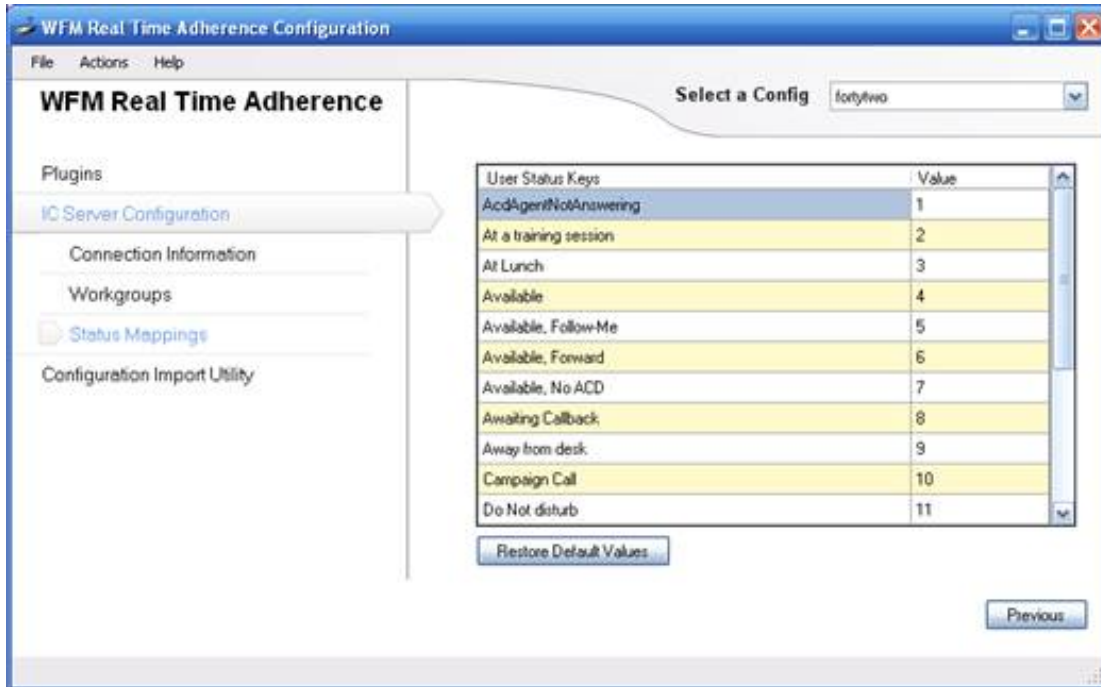 WFM Real Time Adherence Configuration
File Actions Help
WFM Real Time Adherence
Select a Config fortytwo
Plugins
IC Server Configuration
Connection Information
Workgroups
Status Mappings
Configuration Import Utility
User Status Keys Value
AcdAgentNotAnswering 1
At a training session 2
At Lunch 3
Available 4
Available, Follow-Me 5
Available, Forward 6
Available, No ACD 7
Awaiting Callback 8
Away from desk 9
Campaign Call 10
Do Not disturb 11
Restore Default Values
Previous